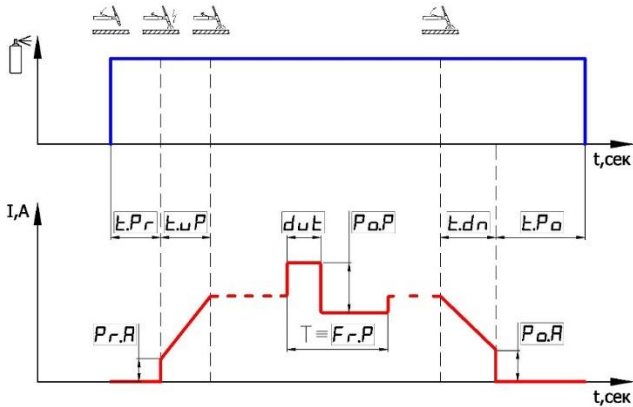 t,сек
I,A
t.Pr t.uP dut Po.P t.dn t.Po
Pr.A T = Fr.P Po.A
t,сек